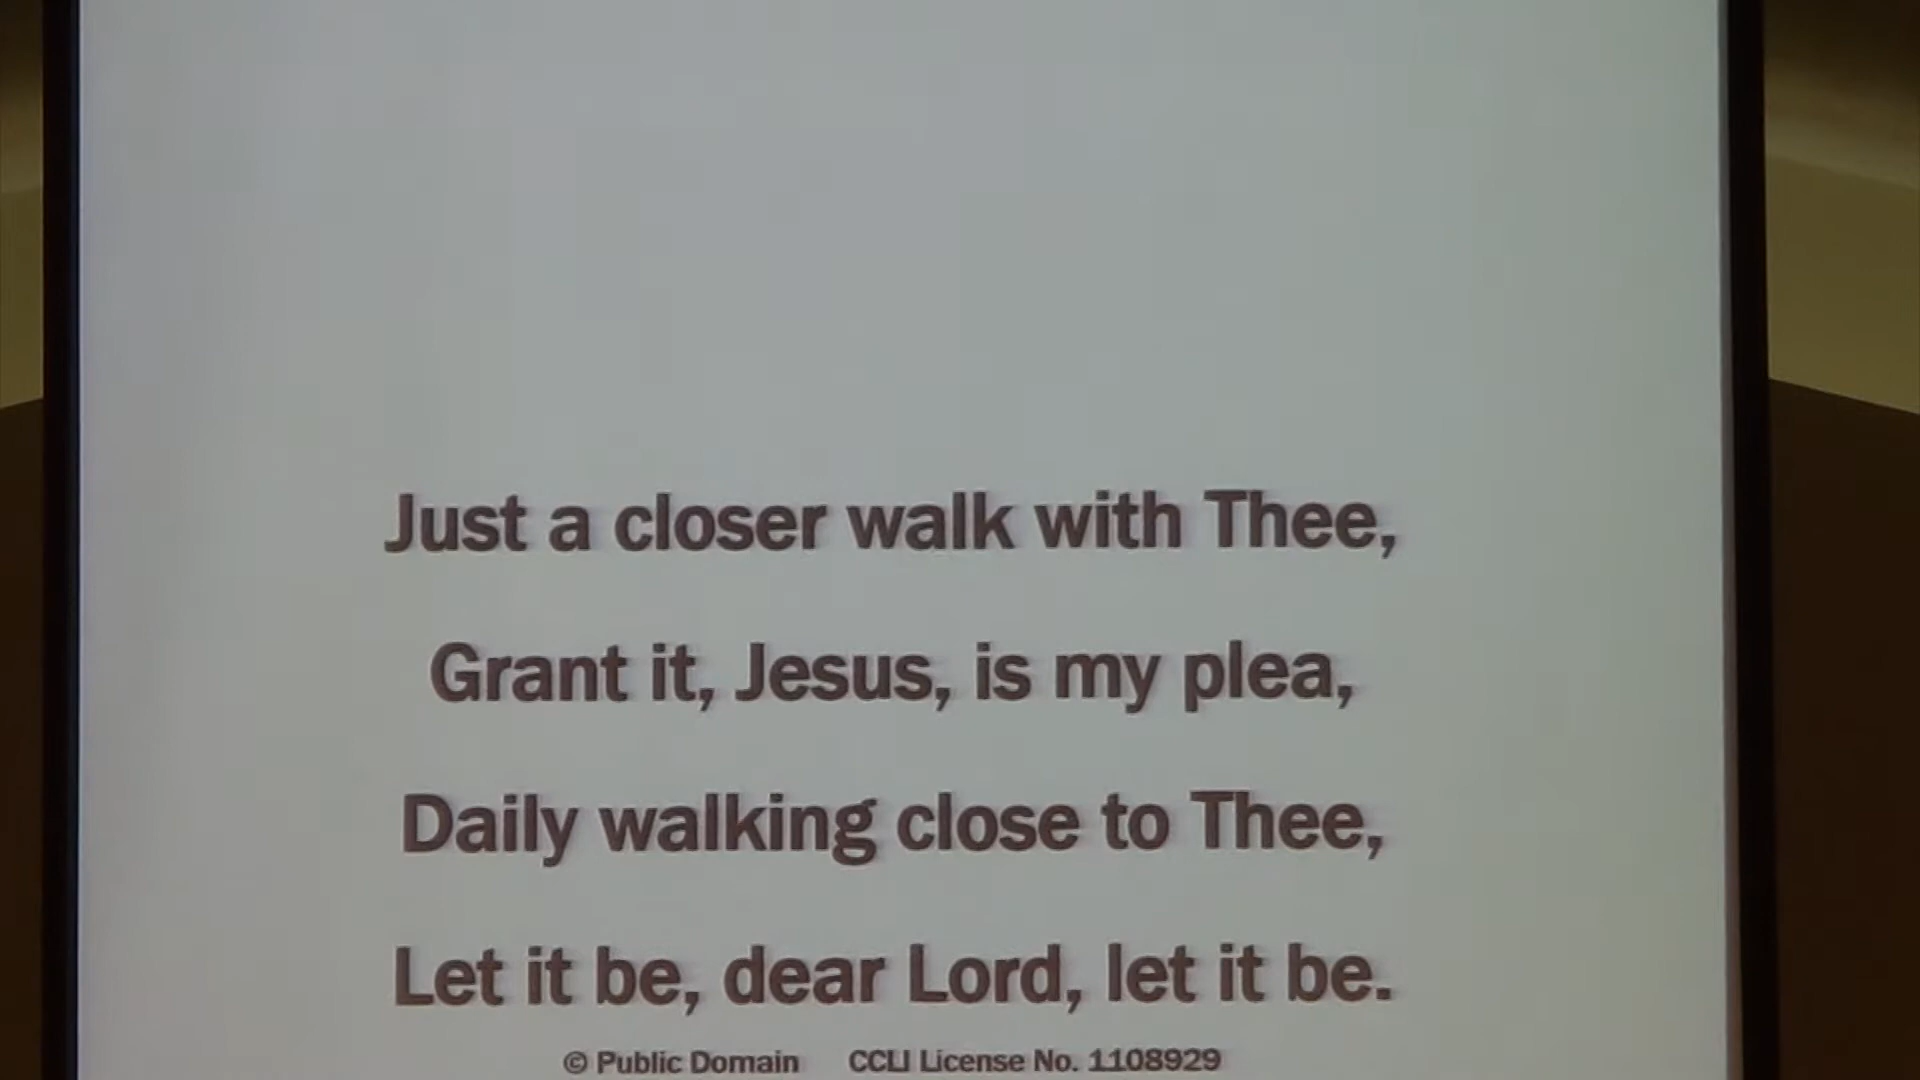 Just a closer walk with Thee,
Grant it, Jesus, is my plea,
Daily walking close to Thee,
Let it be, dear Lord, let it be.
© Public Domain CCLI License No. 1108929